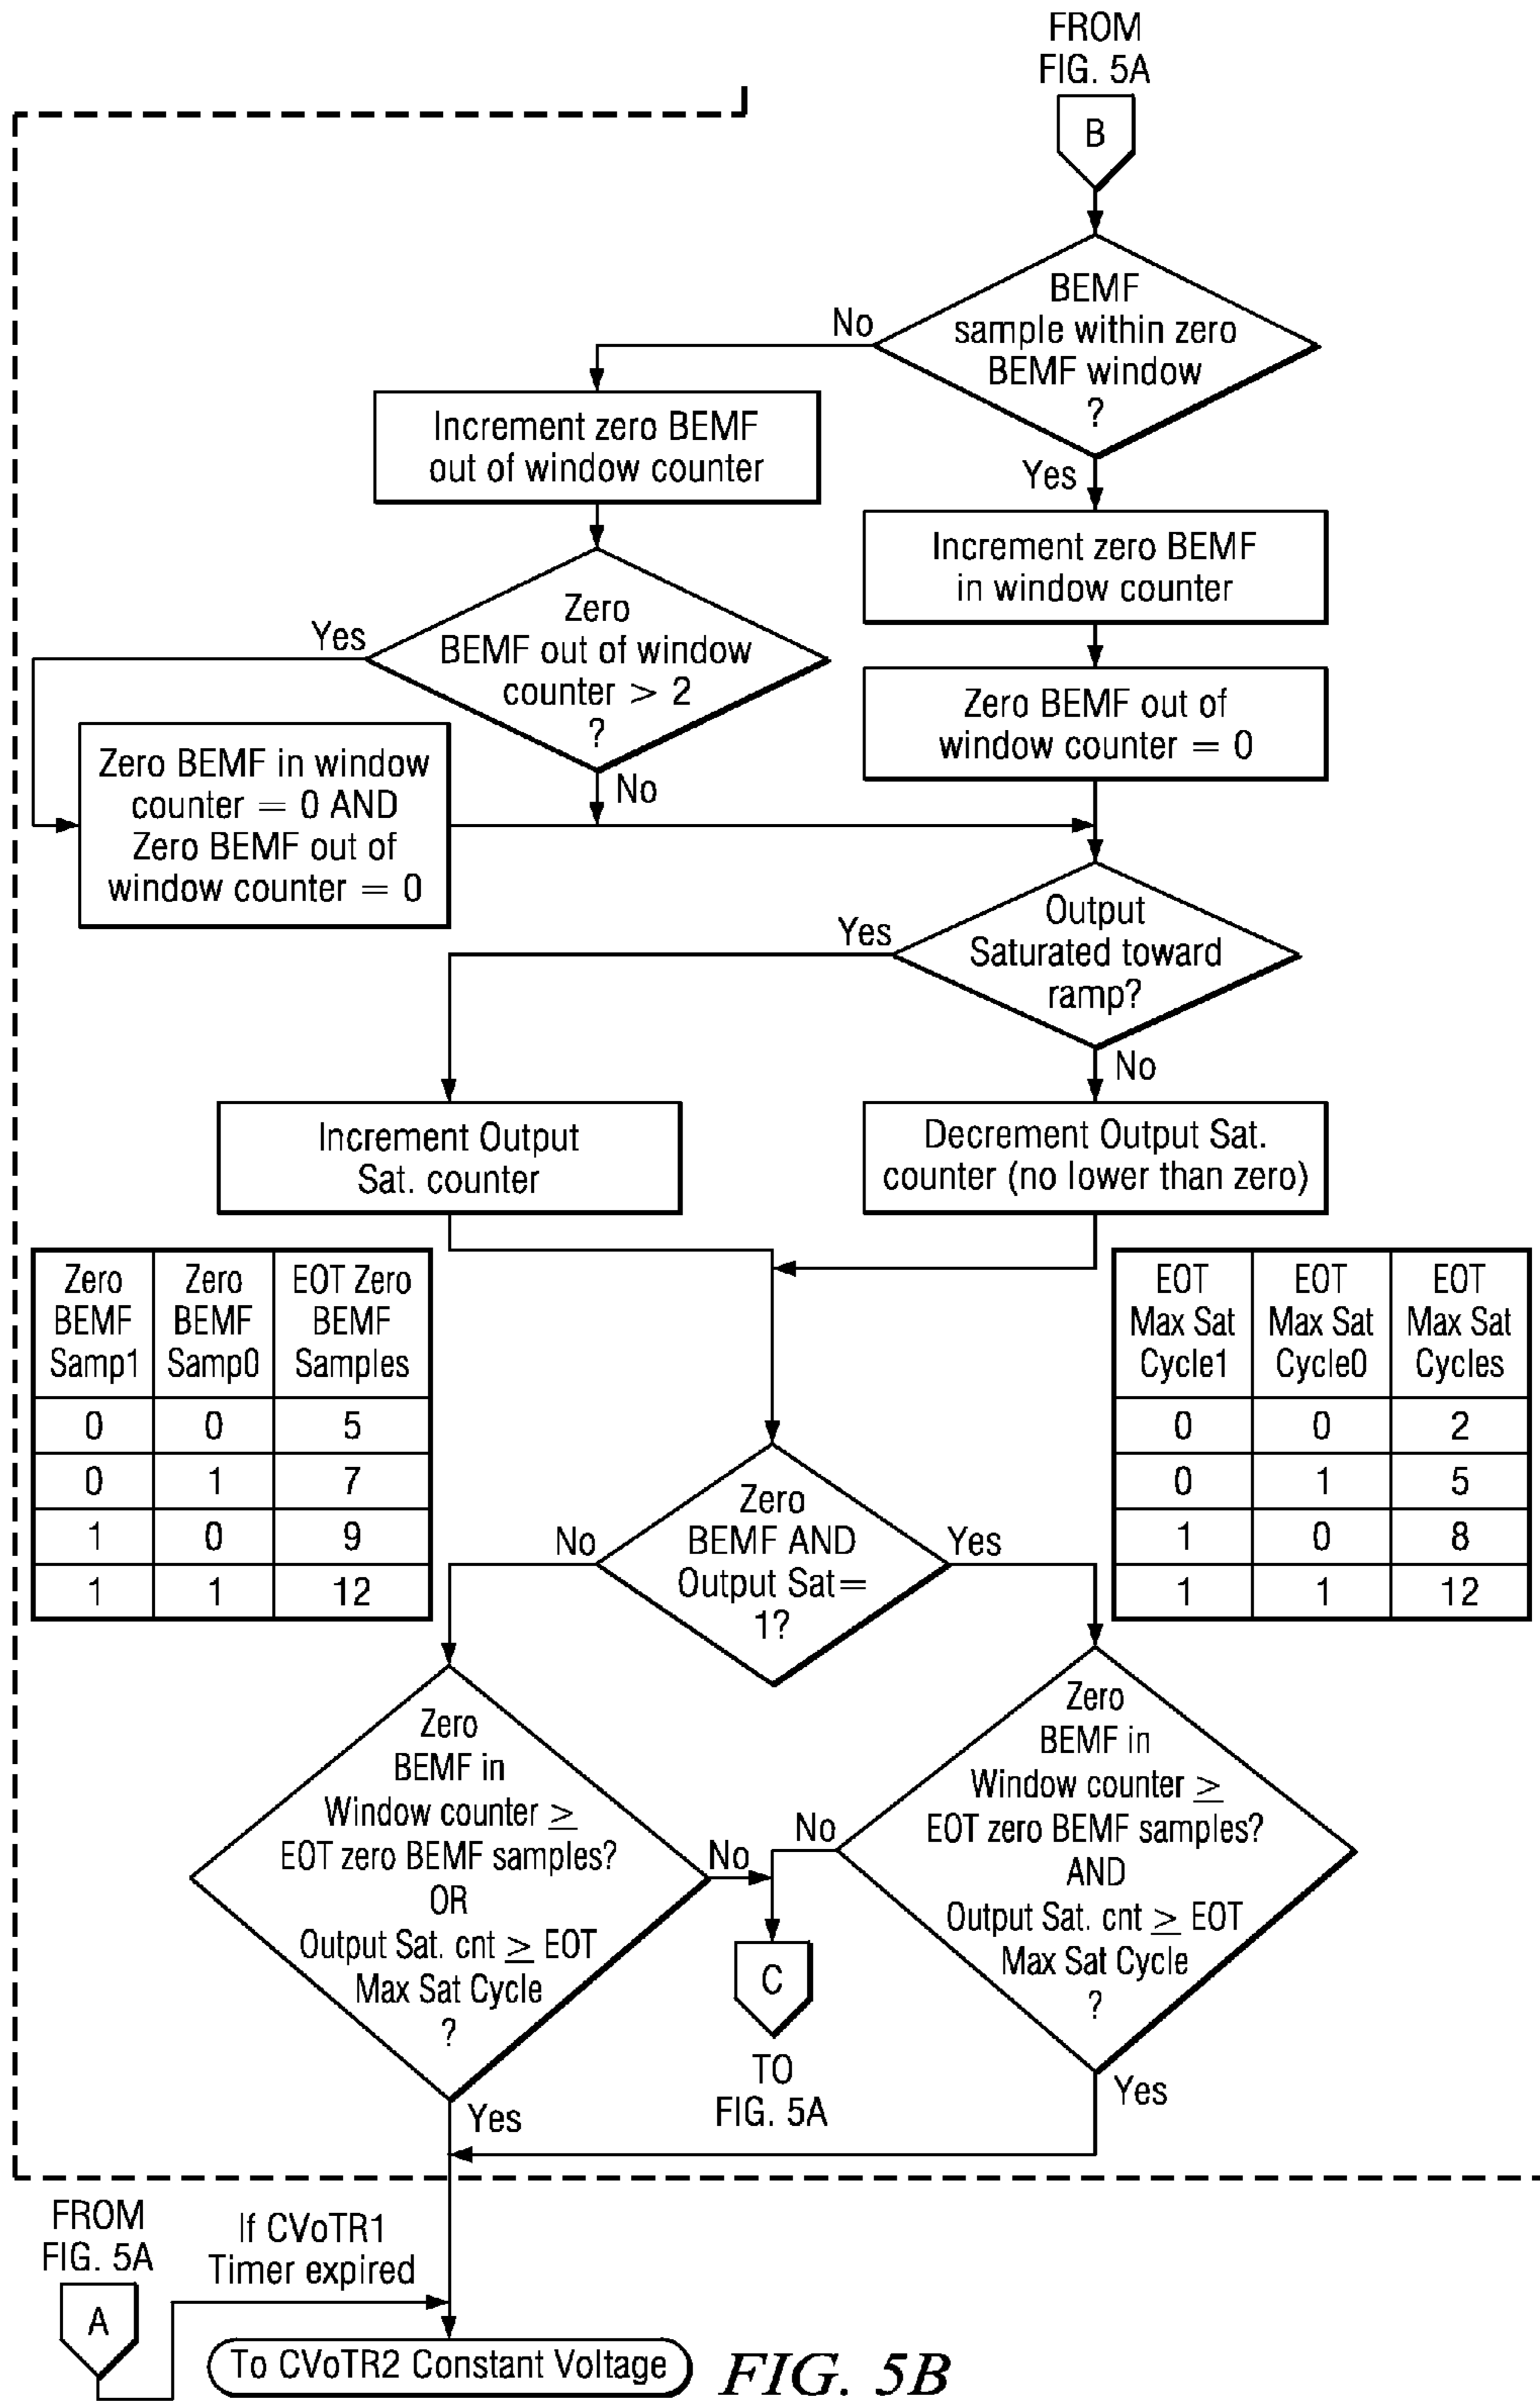 FROM
FIG. 5A
B
BEMF
sample within zero
BEMF window
?
No
Yes
Increment zero BEMF
out of window counter
Increment zero BEMF
in window counter
Zero
BEMF out of window
counter > 2
?
Yes
No
Zero BEMF out of
window counter = 0
Zero BEMF in window
counter = 0 AND
Zero BEMF out of
window counter = 0
Output
Saturated toward
ramp?
Yes
No
Increment Output
Sat. counter
Decrement Output Sat.
counter (no lower than zero)
Zero BEMF Samp1 | Zero BEMF Samp0 | EOT Zero BEMF Samples
0 0 5
0 1 7
1 0 9
1 1 12
EOT Max Sat Cycle1 | EOT Max Sat Cycle0 | EOT Max Sat Cycles
0 0 2
0 1 5
1 0 8
1 1 12
Zero
BEMF AND
Output Sat=
1?
No
Yes
Zero
BEMF in
Window counter ≥
EOT zero BEMF samples?
OR
Output Sat. cnt ≥ EOT
Max Sat Cycle
?
No
Yes
Zero
BEMF in
Window counter ≥
EOT zero BEMF samples?
AND
Output Sat. cnt ≥ EOT
Max Sat Cycle
?
No
Yes
C
TO
FIG. 5A
FROM
FIG. 5A
A
If CVoTR1
Timer expired
To CVoTR2 Constant Voltage
FIG. 5B